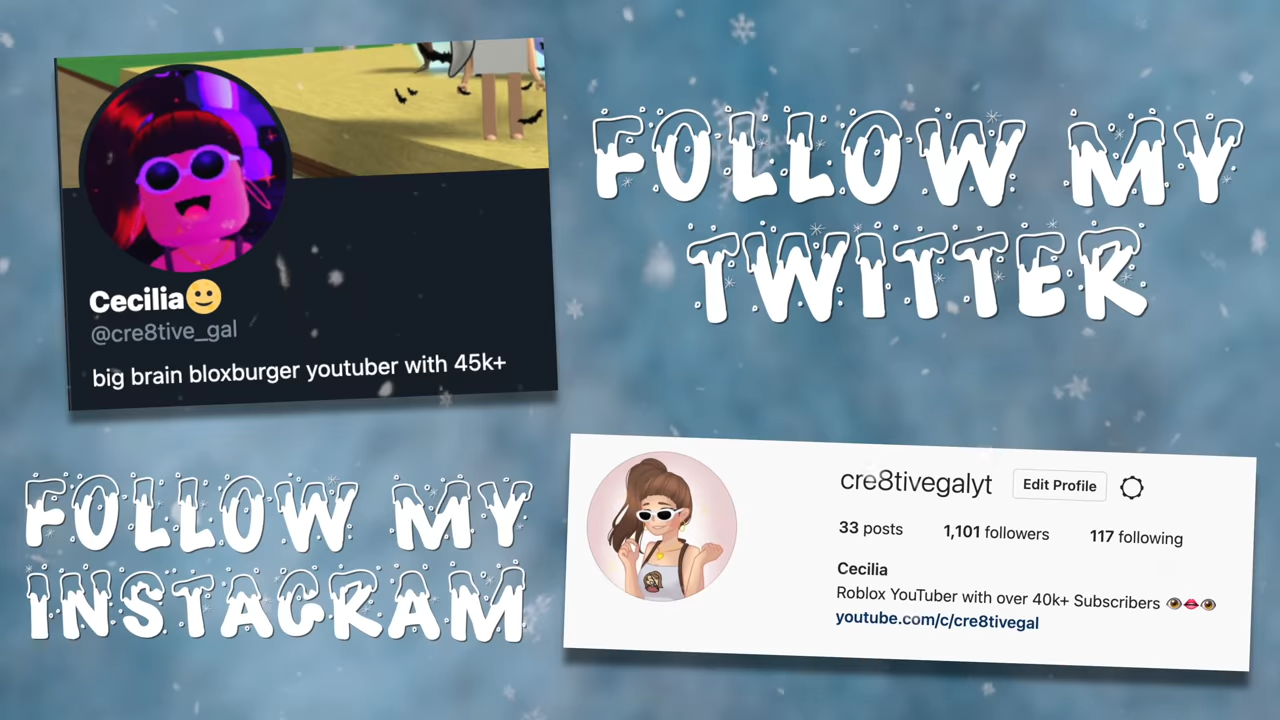 FOLLOW MY
TWITTER
Cecilia🙂
@cre8tive_gal
big brain bloxburger youtuber with 45k+
FOLLOW MY
INSTAGRAM
cre8tivegalyt Edit Profile
33 posts 1,101 followers 117 following
Cecilia
Roblox YouTuber with over 40k+ Subscribers 👁️👄👁️
youtube.com/c/cre8tivegal